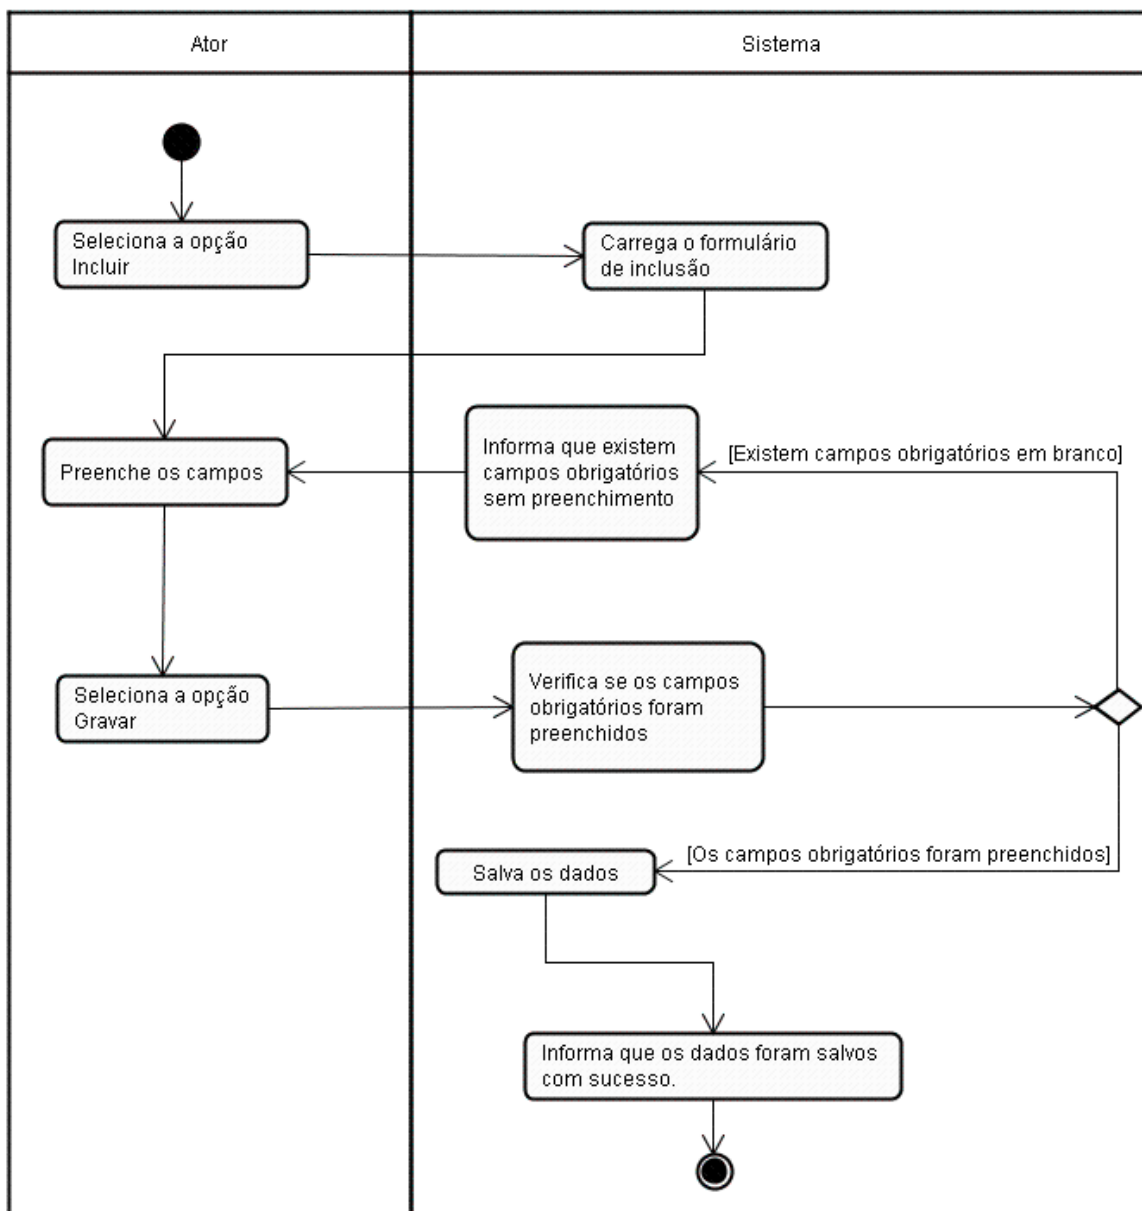 Ator
Sistema
Seleciona a opção
Incluir
Carrega o formulário
de inclusão
Preenche os campos
Informa que existem
campos obrigatórios
sem preenchimento
[Existem campos obrigatórios em branco]
Seleciona a opção
Gravar
Verifica se os campos
obrigatórios foram
preenchidos
[Os campos obrigatórios foram preenchidos]
Salva os dados
Informa que os dados foram salvos
com sucesso.